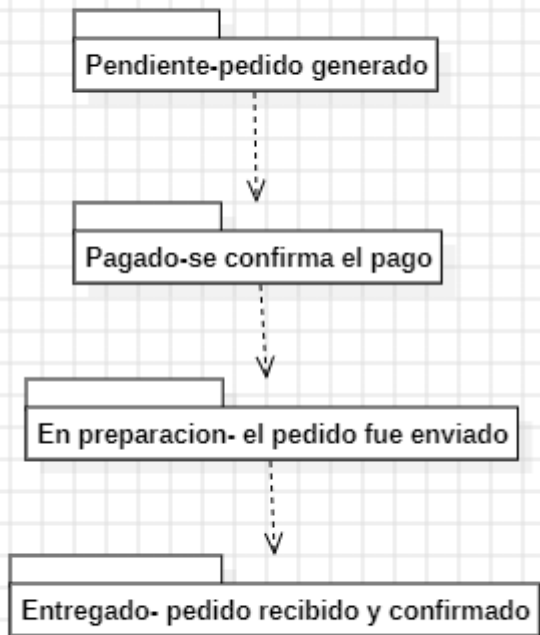 Pendiente-pedido generado
Pagado-se confirma el pago
En preparacion- el pedido fue enviado
Entregado- pedido recibido y confirmado